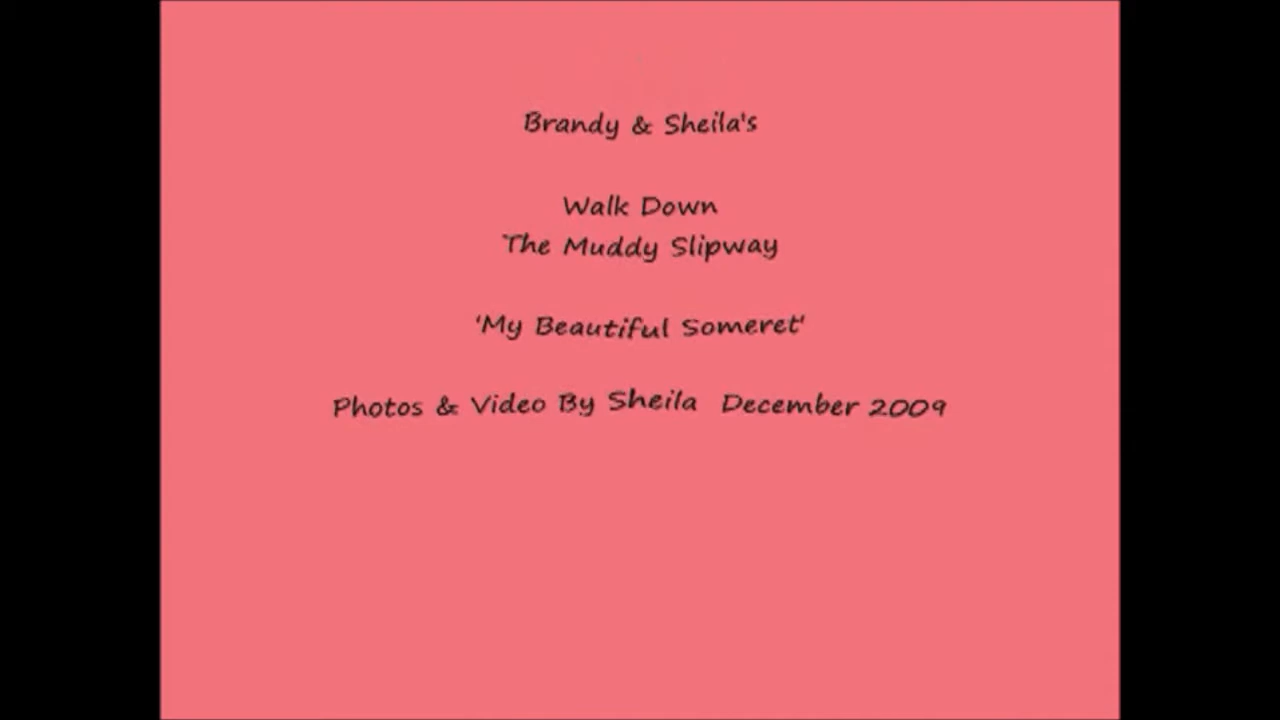 Brandy & Sheila's
Walk Down
The Muddy Slipway
'My Beautiful Someret'
Photos & Video By Sheila December 2009